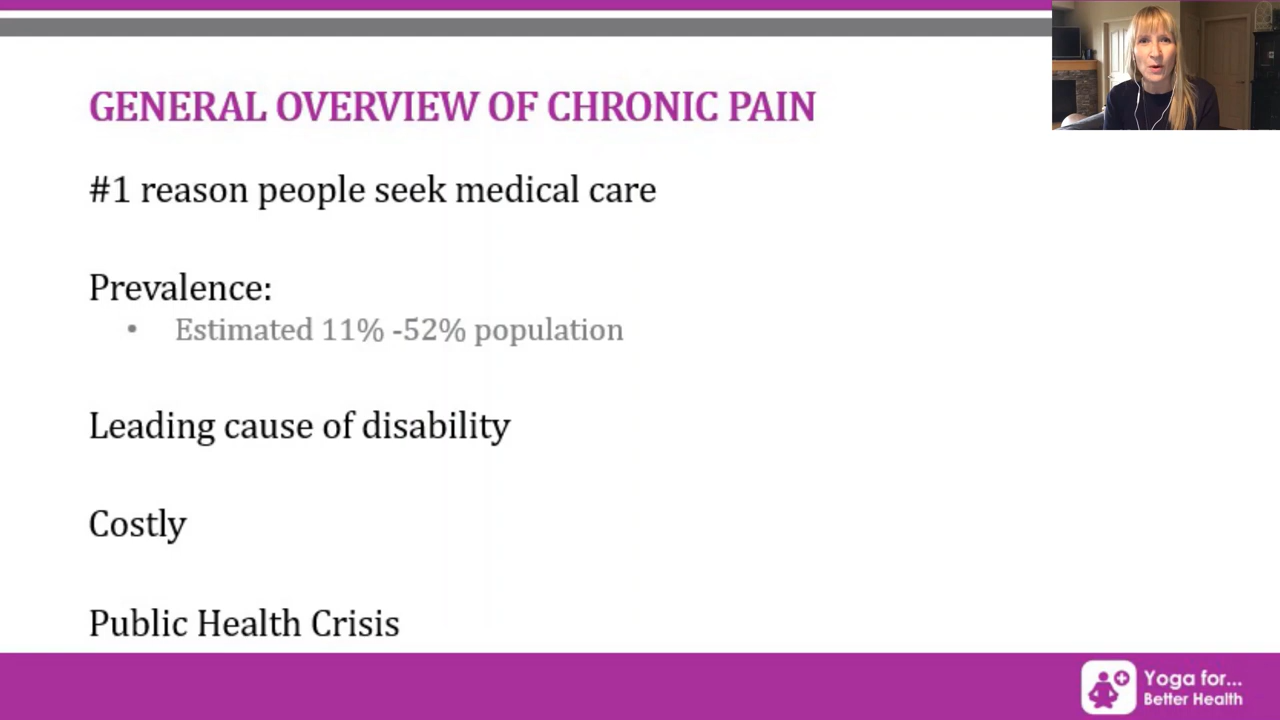 GENERAL OVERVIEW OF CHRONIC PAIN
#1 reason people seek medical care
Prevalence:
• Estimated 11% -52% population
Leading cause of disability
Costly
Public Health Crisis
Yoga for...
Better Health